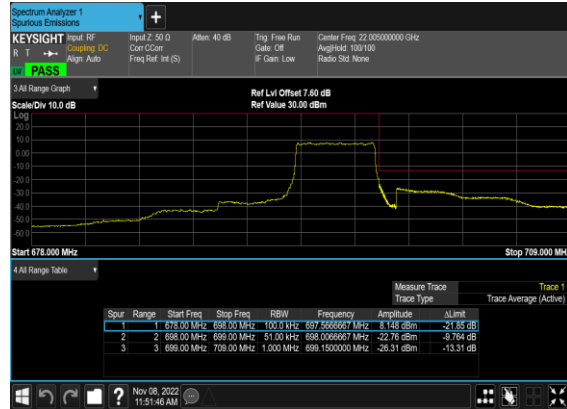 Spectrum Analyzer 1
Spurious Emissions
KEYSIGHT Input: RF Input Z: 50 Ω Atten: 40 dB Trig: Free Run Center Freq: 22.005000000 GHz
R T Coupling: DC Corr CCorr Gate: Off Avg|Hold: 100/100
Align: Auto Freq Ref: Int (S) IF Gain: Low Radio Std: None
LW PASS
3 All Range Graph
Ref Lvl Offset 7.60 dB
Scale/Div 10.0 dB Ref Value 30.00 dBm
Log
20.0
10.0
0.00
-10.0
-20.0
-30.0
-40.0
-50.0
-60.0
Start 678.000 MHz Stop 709.000 MH
4 All Range Table
Measure Trace Trace 1
Trace Type Trace Average (Active)
Spur Range Start Freq Stop Freq RBW Frequency Amplitude ΔLimit
1 1 678.00 MHz 698.00 MHz 100.0 kHz 697.5666667 MHz 8.148 dBm -21.85 dB
2 2 698.00 MHz 699.00 MHz 51.00 kHz 698.0066667 MHz -22.76 dBm -9.764 dB
3 3 699.00 MHz 709.00 MHz 1.000 MHz 699.1500000 MHz -26.31 dBm -13.31 dB
? Nov 08, 2022
11:51:46 AM